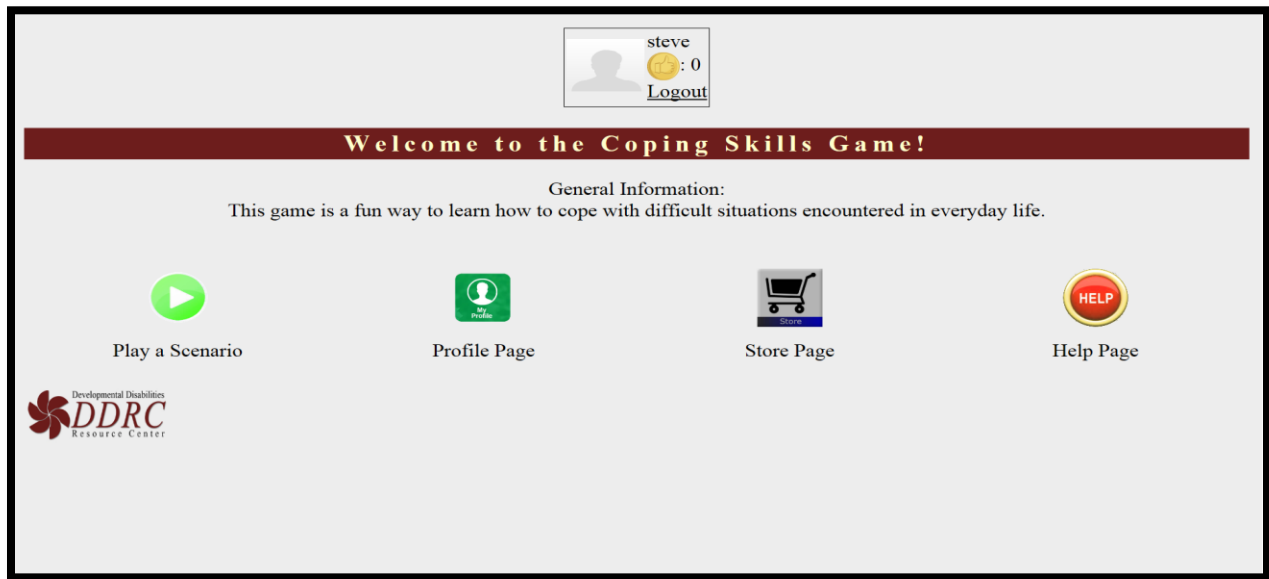 steve
: 0
Logout
Welcome to the Coping Skills Game!
General Information:
This game is a fun way to learn how to cope with difficult situations encountered in everyday life.
My
Profile
Store
HELP
Play a Scenario
Profile Page
Store Page
Help Page
Developmental Disabilities
DDRC
Resource Center